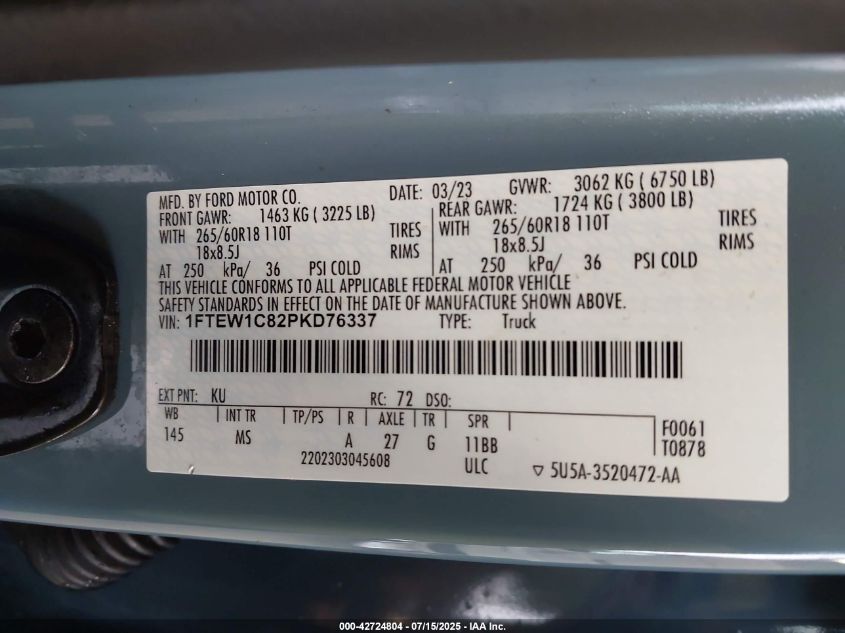 MFD. BY FORD MOTOR CO. DATE: 03/23 GVWR: 3062 KG ( 6750 LB)
FRONT GAWR: 1463 KG ( 3225 LB) REAR GAWR: 1724 KG ( 3800 LB)
WITH 265/60R18 110T TIRES WITH 265/60R18 110T TIRES
18x8.5J RIMS 18x8.5J RIMS
AT 250 kPa/ 36 PSI COLD AT 250 kPa/ 36 PSI COLD
THIS VEHICLE CONFORMS TO ALL APPLICABLE FEDERAL MOTOR VEHICLE
SAFETY STANDARDS IN EFFECT ON THE DATE OF MANUFACTURE SHOWN ABOVE.
VIN: 1FTEW1C82PKD76337 TYPE: Truck
EXT PNT: KU RC: 72 DSO:
WB INT TR TP/PS R AXLE TR SPR F0061
145 MS A 27 G 11BB T0878
2202303045608 ULC ▽ 5U5A-3520472-AA
000-42724804 - 07/15/2025 - IAA Inc.